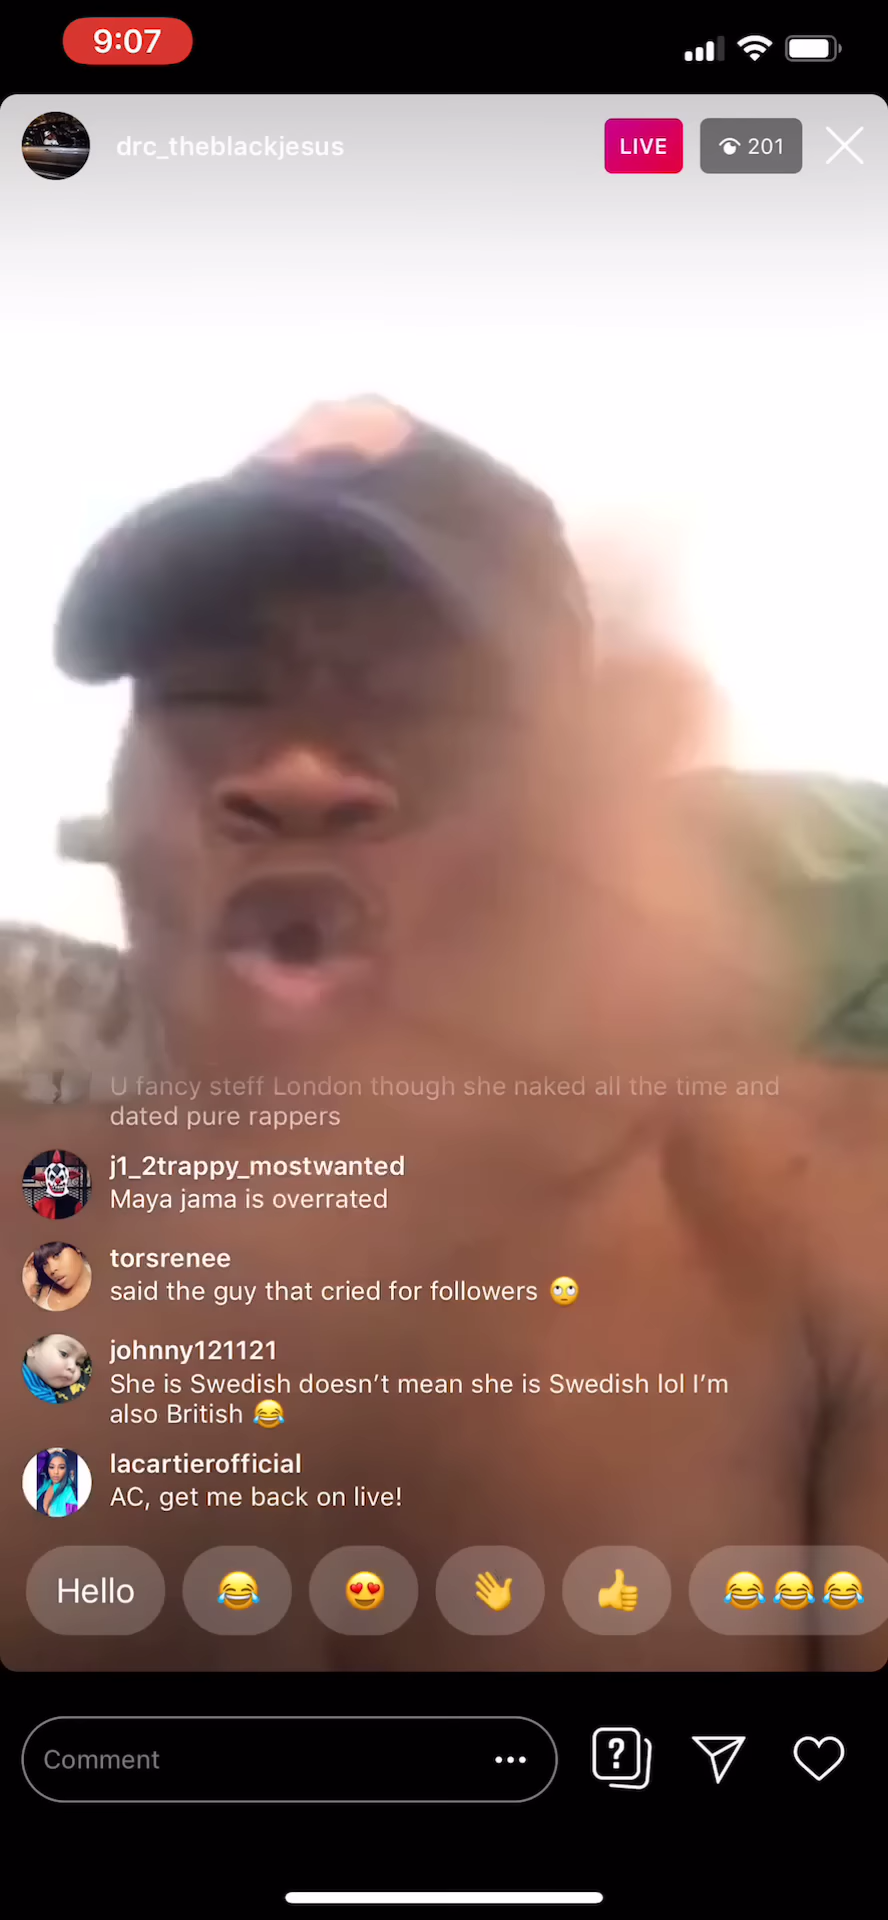 9:07
drc_theblackjesus
LIVE
201
U fancy steff London though she naked all the time and
dated pure rappers
j1_2trappy_mostwanted
Maya jama is overrated
torsrenee
said the guy that cried for followers 🙄
johnny121121
She is Swedish doesn’t mean she is Swedish lol I’m
also British 😂
lacartierofficial
AC, get me back on live!
Hello 😂 😍 👋 👍 😂😂😂
Comment